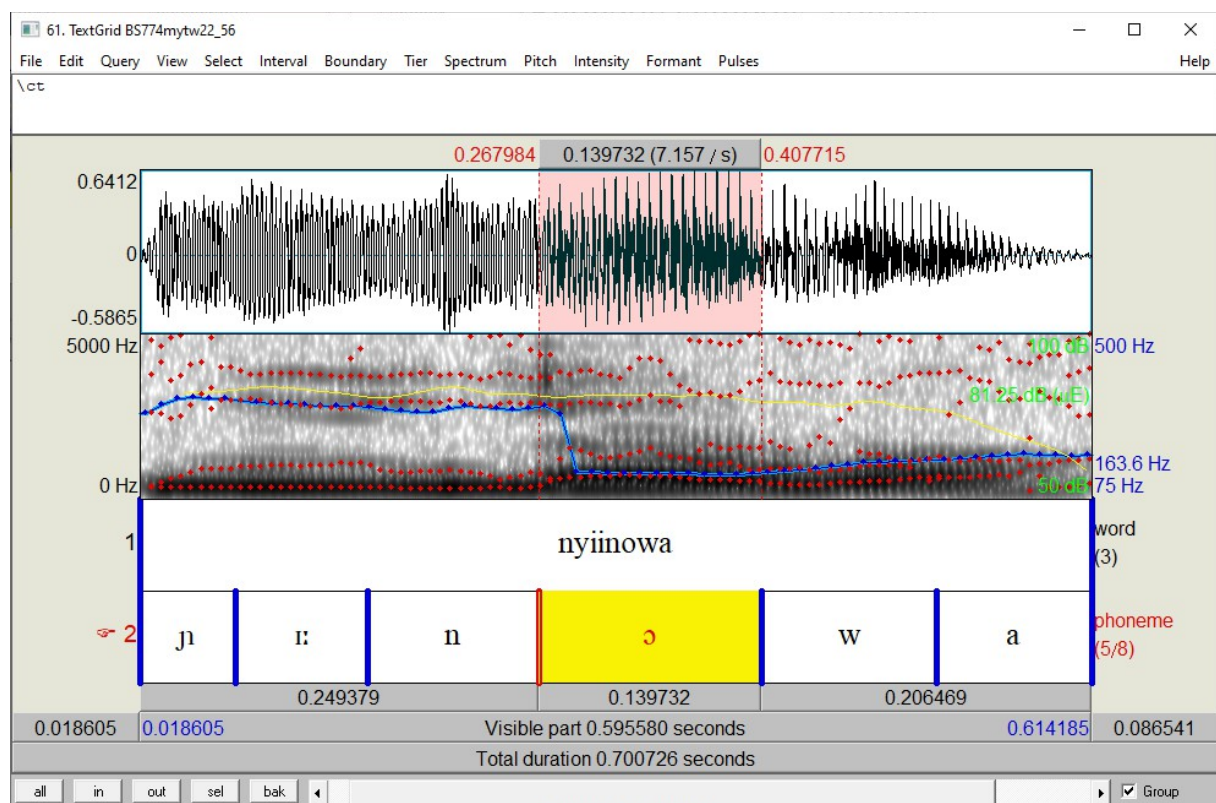 61. TextGrid BS774mytw22_56
File Edit Query View Select Interval Boundary Tier Spectrum Pitch Intensity Formant Pulses Help
\ct
0.267984 0.139732 (7.157 / s) 0.407715
0.6412
0
-0.5865
5000 Hz 100 dB 500 Hz
81.25 dB (µE)
163.6 Hz
0 Hz 50 dB 75 Hz
1 nyiinowa word
(3)
☞ 2 ɲ ɪː n ɔ w a phoneme
(5/8)
0.249379 0.139732 0.206469
0.018605 0.018605 Visible part 0.595580 seconds 0.614185 0.086541
Total duration 0.700726 seconds
all in out sel bak Group